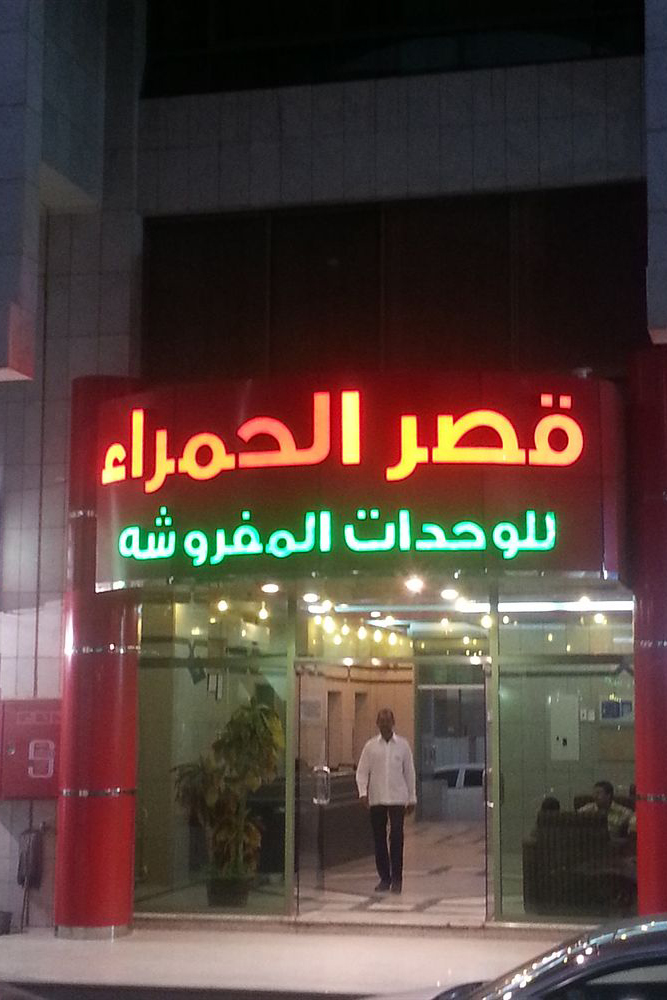 قصر الحمراء
للوحدات المفروشه